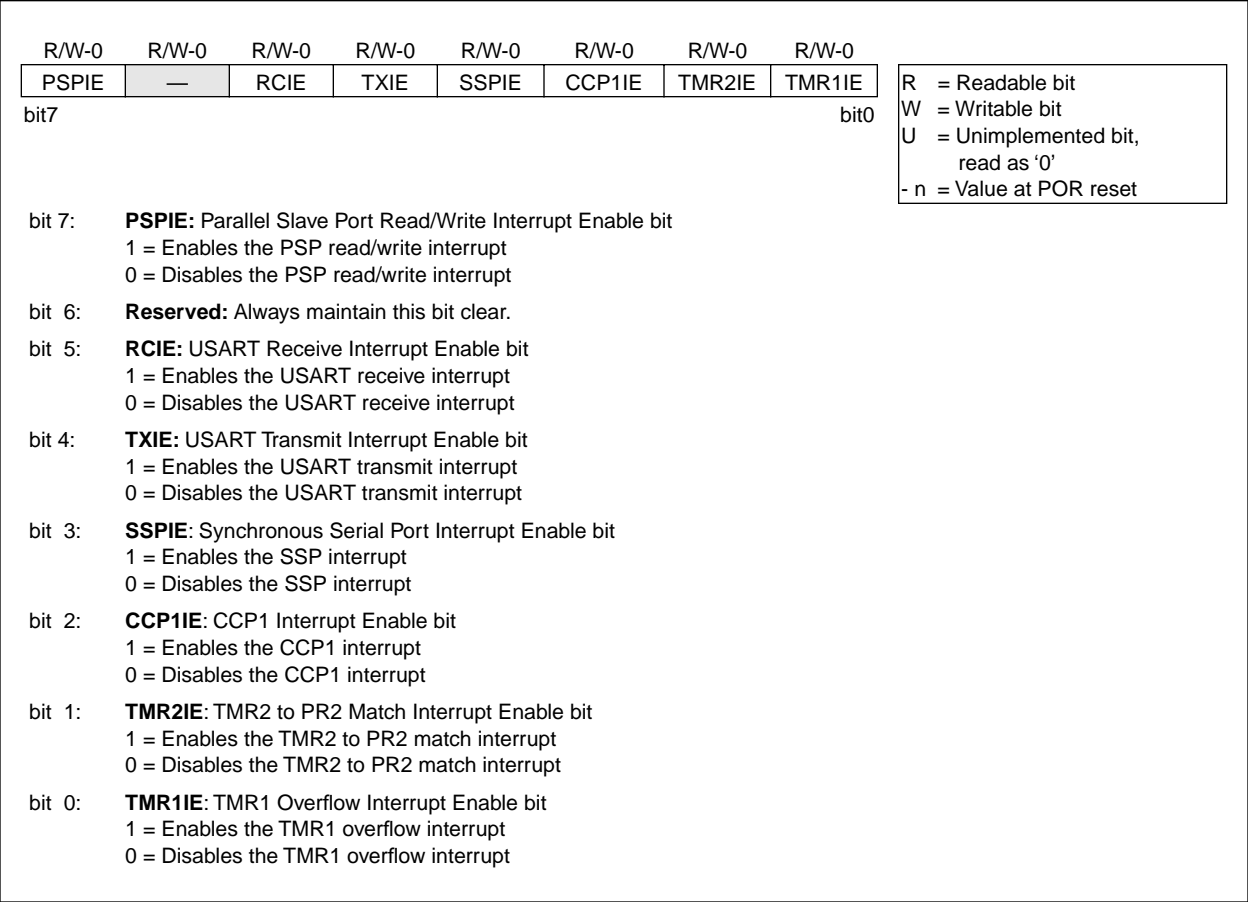 R/W-0 R/W-0 R/W-0 R/W-0 R/W-0 R/W-0 R/W-0 R/W-0
PSPIE — RCIE TXIE SSPIE CCP1IE TMR2IE TMR1IE
bit7 bit0
R = Readable bit
W = Writable bit
U = Unimplemented bit,
read as ‘0’
- n = Value at POR reset
bit 7: PSPIE: Parallel Slave Port Read/Write Interrupt Enable bit
1 = Enables the PSP read/write interrupt
0 = Disables the PSP read/write interrupt
bit 6: Reserved: Always maintain this bit clear.
bit 5: RCIE: USART Receive Interrupt Enable bit
1 = Enables the USART receive interrupt
0 = Disables the USART receive interrupt
bit 4: TXIE: USART Transmit Interrupt Enable bit
1 = Enables the USART transmit interrupt
0 = Disables the USART transmit interrupt
bit 3: SSPIE: Synchronous Serial Port Interrupt Enable bit
1 = Enables the SSP interrupt
0 = Disables the SSP interrupt
bit 2: CCP1IE: CCP1 Interrupt Enable bit
1 = Enables the CCP1 interrupt
0 = Disables the CCP1 interrupt
bit 1: TMR2IE: TMR2 to PR2 Match Interrupt Enable bit
1 = Enables the TMR2 to PR2 match interrupt
0 = Disables the TMR2 to PR2 match interrupt
bit 0: TMR1IE: TMR1 Overflow Interrupt Enable bit
1 = Enables the TMR1 overflow interrupt
0 = Disables the TMR1 overflow interrupt